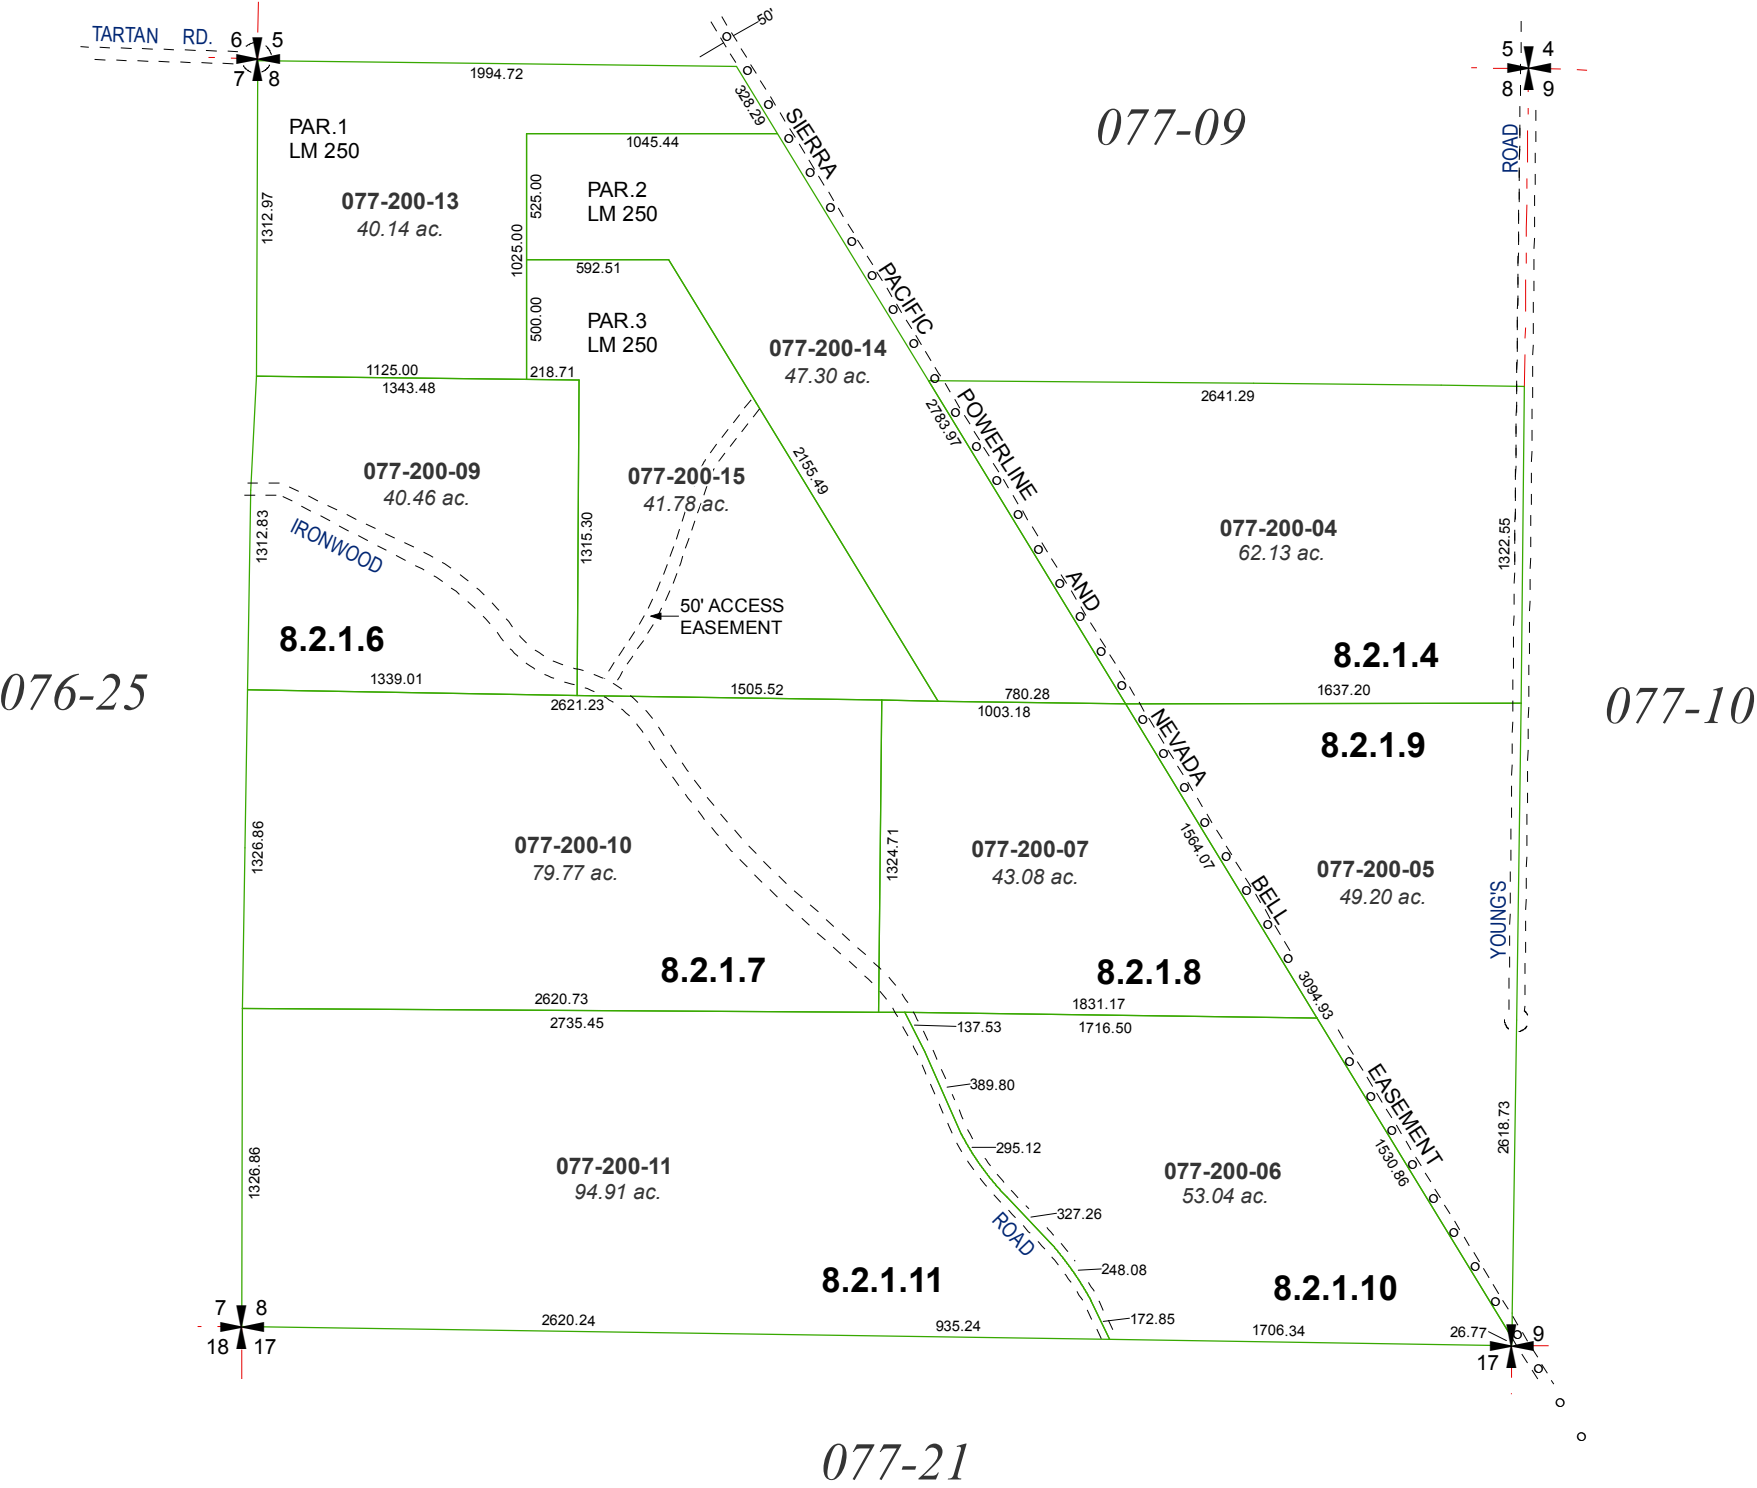 TARTAN RD.
6 5
7 8
1994.72
50'
328.29
5 4
8 9
077-09
ROAD
PAR.1
LM 250
077-200-13
40.14 ac.
1312.97
1045.44
SIERRA
PAR.2
LM 250
525.00
1025.00
592.51
500.00
PAR.3
LM 250
PACIFIC
077-200-14
47.30 ac.
1125.00
218.71
1343.48
2641.29
2783.97
POWERLINE
077-200-09
40.46 ac.
077-200-15
41.78 ac.
2155.49
IRONWOOD
1312.83
1315.30
077-200-04
62.13 ac.
1322.55
AND
50' ACCESS
EASEMENT
8.2.1.6
8.2.1.4
076-25
077-10
1339.01
1505.52
780.28
1637.20
2621.23
1003.18
NEVADA
8.2.1.9
1326.86
077-200-10
79.77 ac.
1324.71
077-200-07
43.08 ac.
1564.07
077-200-05
49.20 ac.
BELL
YOUNG'S
8.2.1.7
8.2.1.8
3094.93
2620.73
1831.17
2735.45
137.53
1716.50
389.80
EASEMENT
295.12
1530.86
2618.73
1326.86
077-200-11
94.91 ac.
077-200-06
53.04 ac.
327.26
ROAD
248.08
8.2.1.11
8.2.1.10
172.85
7 8
18 17
2620.24
935.24
1706.34
26.77
9
17
077-21